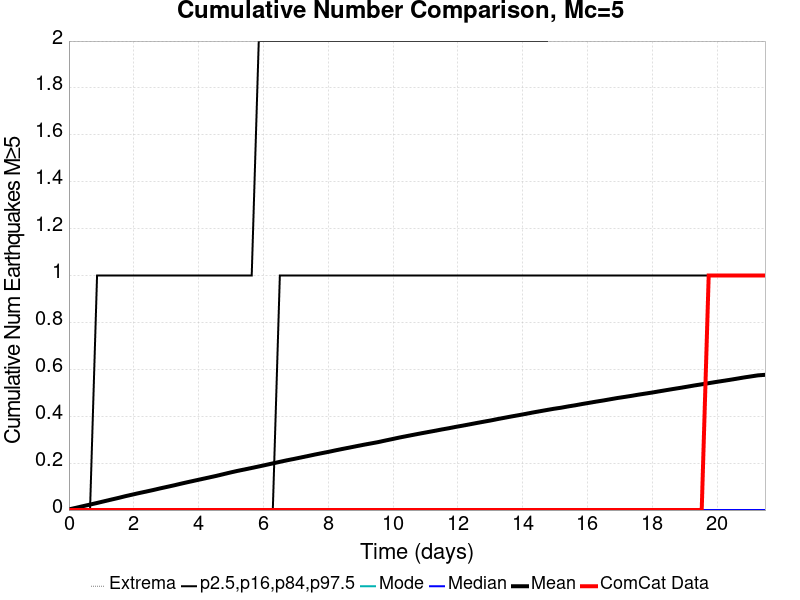 Cumulative Number Comparison, Mc=5
Cumulative Num Earthquakes M≥5
2
1.8
1.6
1.4
1.2
1
0.8
0.6
0.4
0.2
0
0 2 4 6 8 10 12 14 16 18 20
Time (days)
Extrema p2.5,p16,p84,p97.5 Mode Median Mean ComCat Data